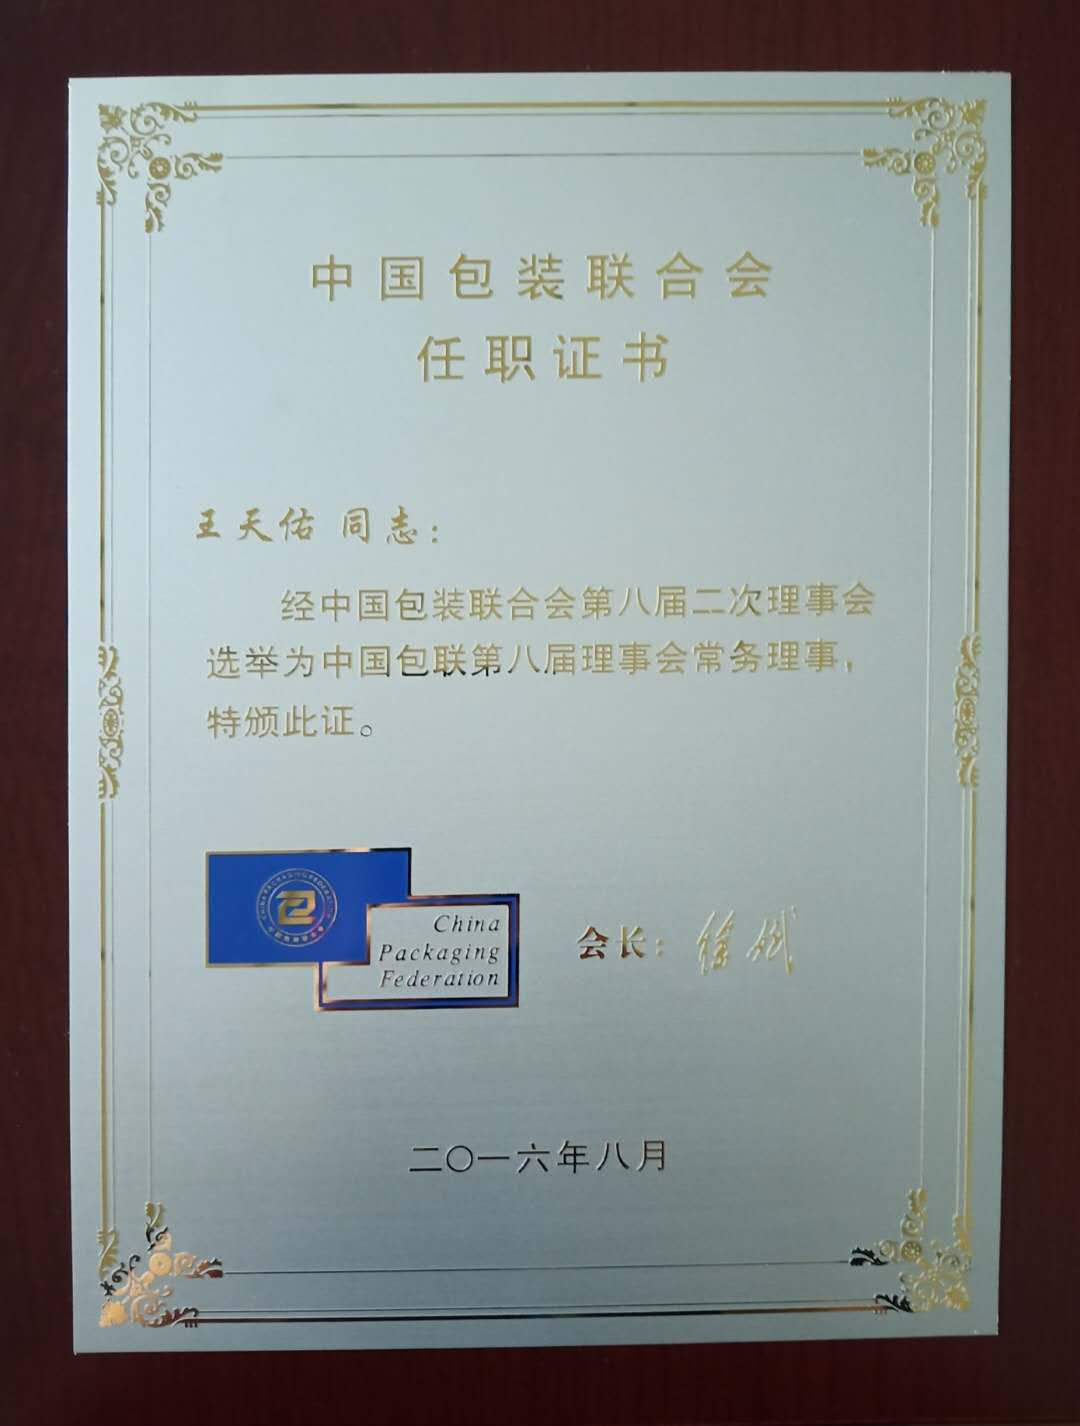 中国包装联合会
任职证书
王天佑 同志：
经中国包装联合会第八届二次理事会
选举为中国包联第八届理事会常务理事，
特颁此证。
China
Packaging
Federation
会长：徐斌
二〇一六年八月